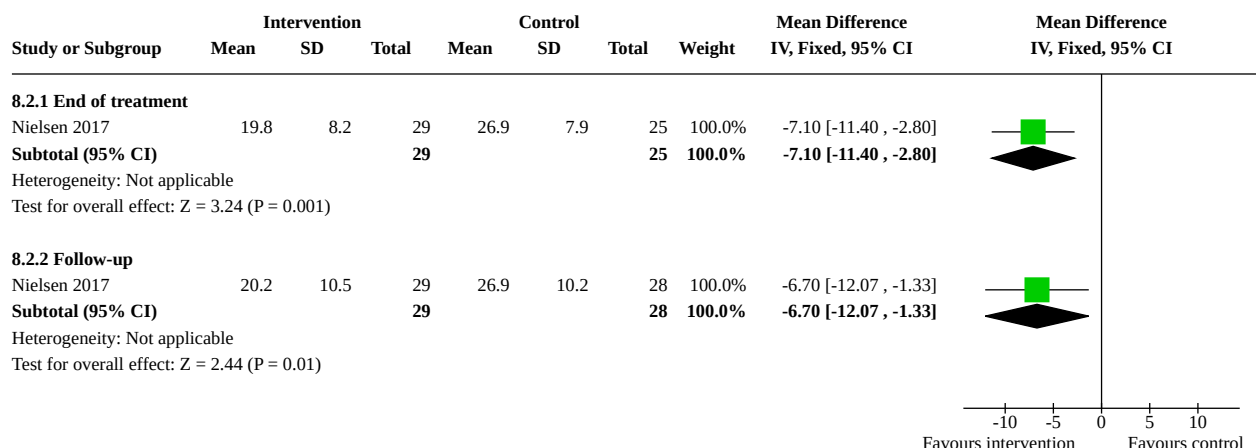 Intervention Control Mean Difference Mean Difference
Study or Subgroup Mean SD Total Mean SD Total Weight IV, Fixed, 95% CI IV, Fixed, 95% CI
8.2.1 End of treatment
Nielsen 2017 19.8 8.2 29 26.9 7.9 25 100.0% -7.10 [-11.40 , -2.80]
Subtotal (95% CI) 29 25 100.0% -7.10 [-11.40 , -2.80]
Heterogeneity: Not applicable
Test for overall effect: Z = 3.24 (P = 0.001)
8.2.2 Follow-up
Nielsen 2017 20.2 10.5 29 26.9 10.2 28 100.0% -6.70 [-12.07 , -1.33]
Subtotal (95% CI) 29 28 100.0% -6.70 [-12.07 , -1.33]
Heterogeneity: Not applicable
Test for overall effect: Z = 2.44 (P = 0.01)
-10 -5 0 5 10
Favours intervention Favours control